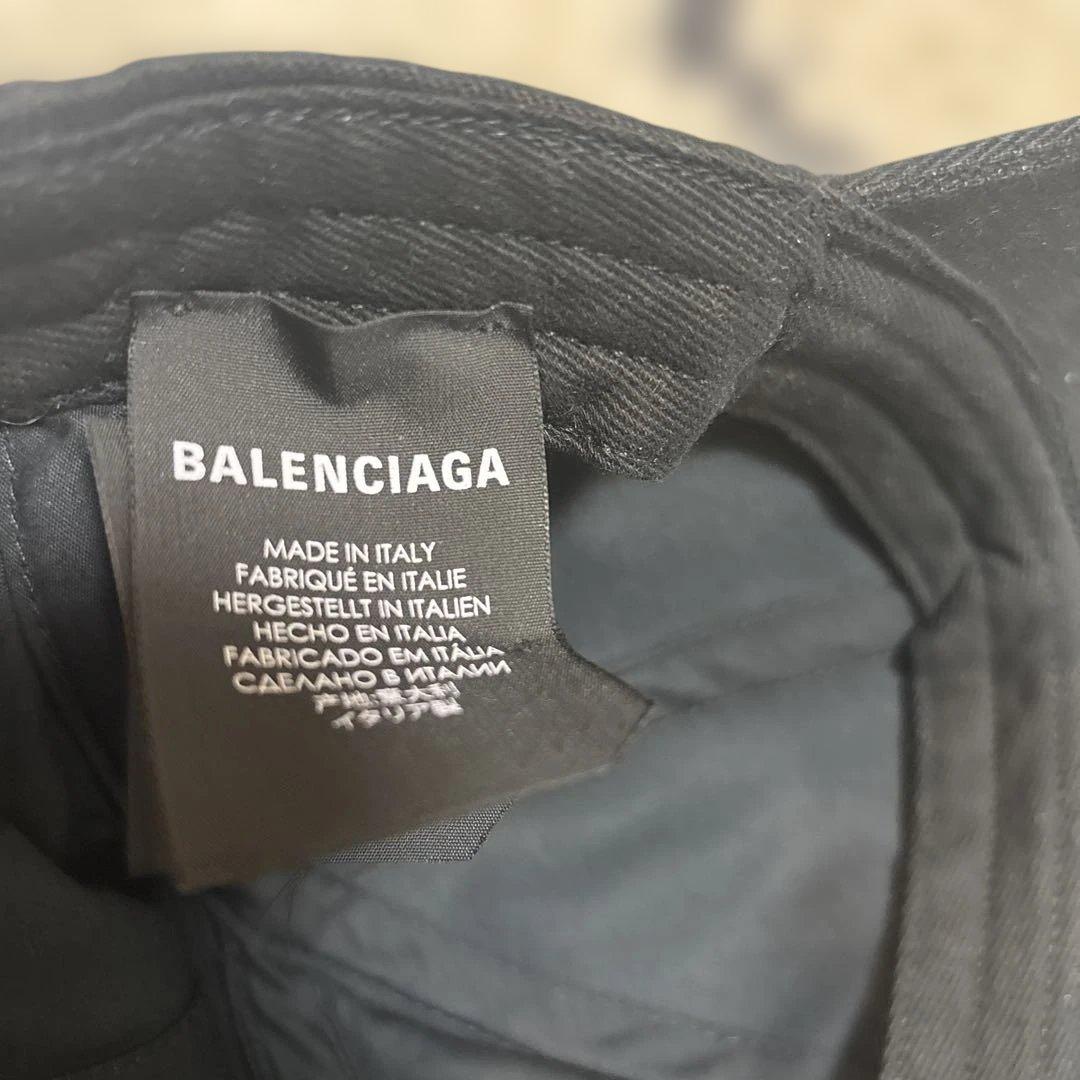 BALENCIAGA
MADE IN ITALY
FABRIQUÉ EN ITALIE
HERGESTELLT IN ITALIEN
HECHO EN ITALIA
FABRICADO EM ITÁLIA
СДЕЛАНО В ИТАЛИИ
产地:意大利
イタリア製